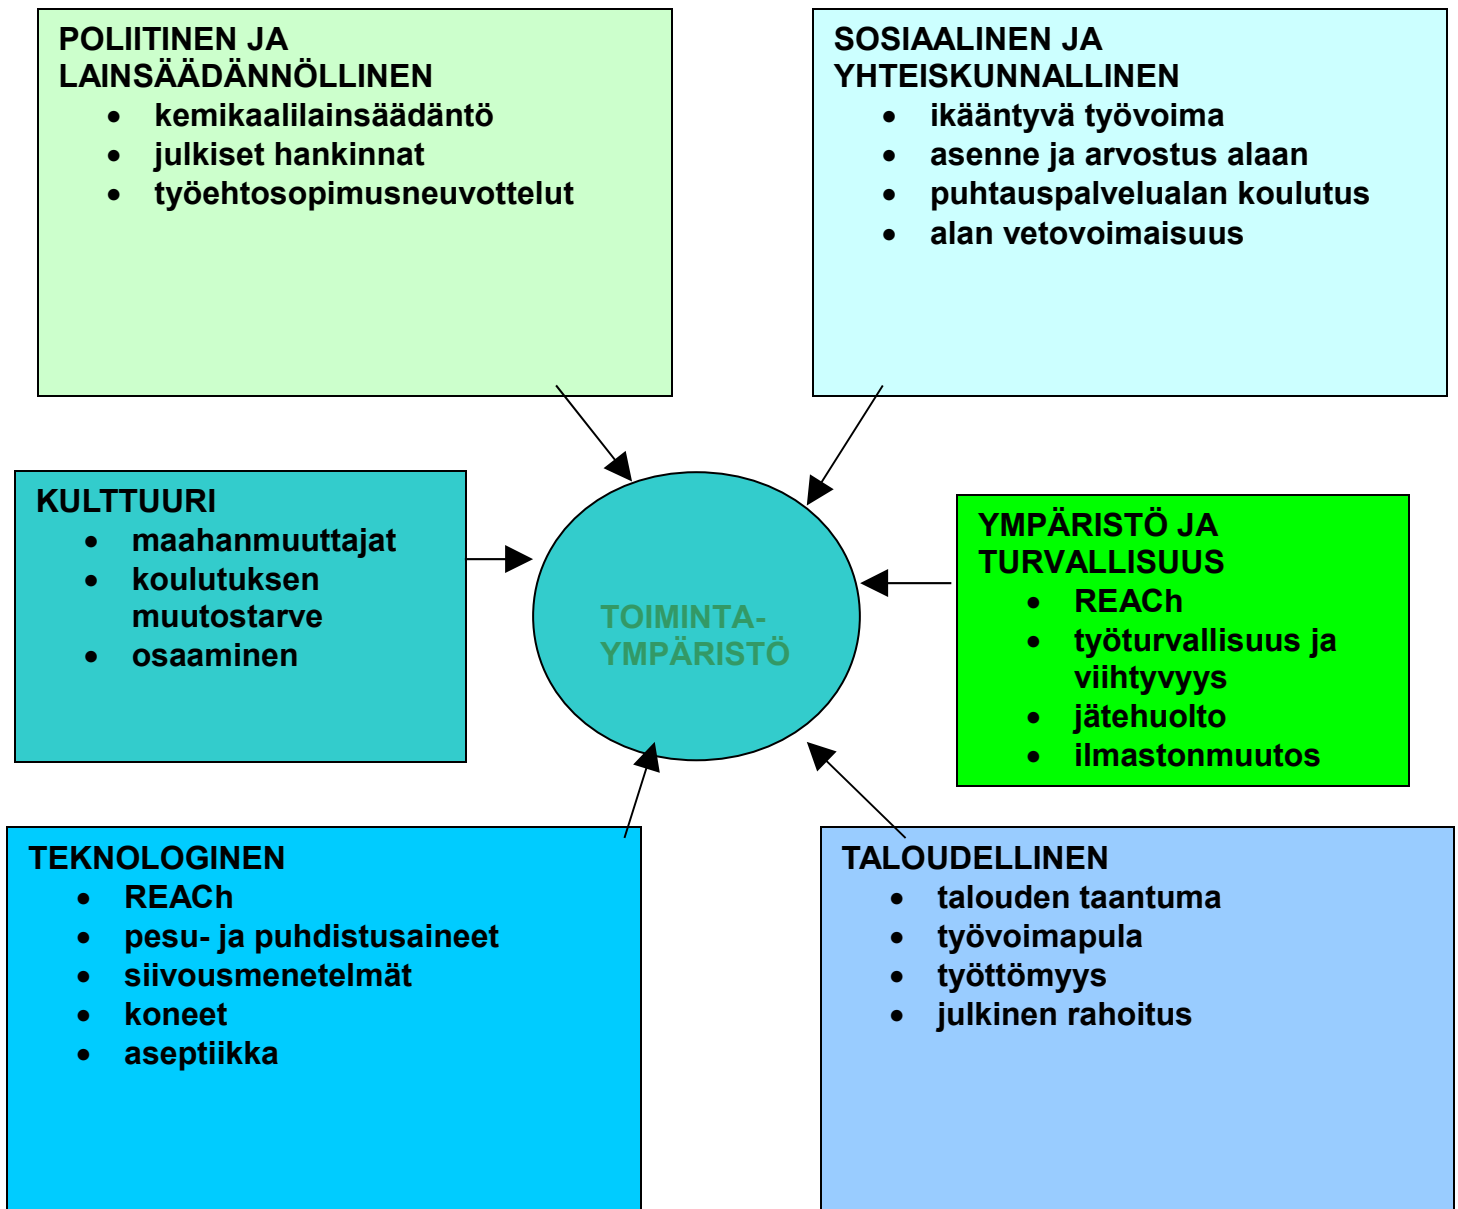 POLIITINEN JA
LAINSÄÄDÄNNÖLLINEN
• kemikaalilainsäädäntö
• julkiset hankinnat
• työehtosopimusneuvottelut
SOSIAALINEN JA
YHTEISKUNNALLINEN
• ikääntyvä työvoima
• asenne ja arvostus alaan
• puhtauspalvelualan koulutus
• alan vetovoimaisuus
KULTTUURI
• maahanmuuttajat
• koulutuksen
muutostarve
• osaaminen
TOIMINTA-
YMPÄRISTÖ
YMPÄRISTÖ JA
TURVALLISUUS
• REACh
• työturvallisuus ja
viihtyvyys
• jätehuolto
• ilmastonmuutos
TEKNOLOGINEN
• REACh
• pesu- ja puhdistusaineet
• siivousmenetelmät
• koneet
• aseptiikka
TALOUDELLINEN
• talouden taantuma
• työvoimapula
• työttömyys
• julkinen rahoitus